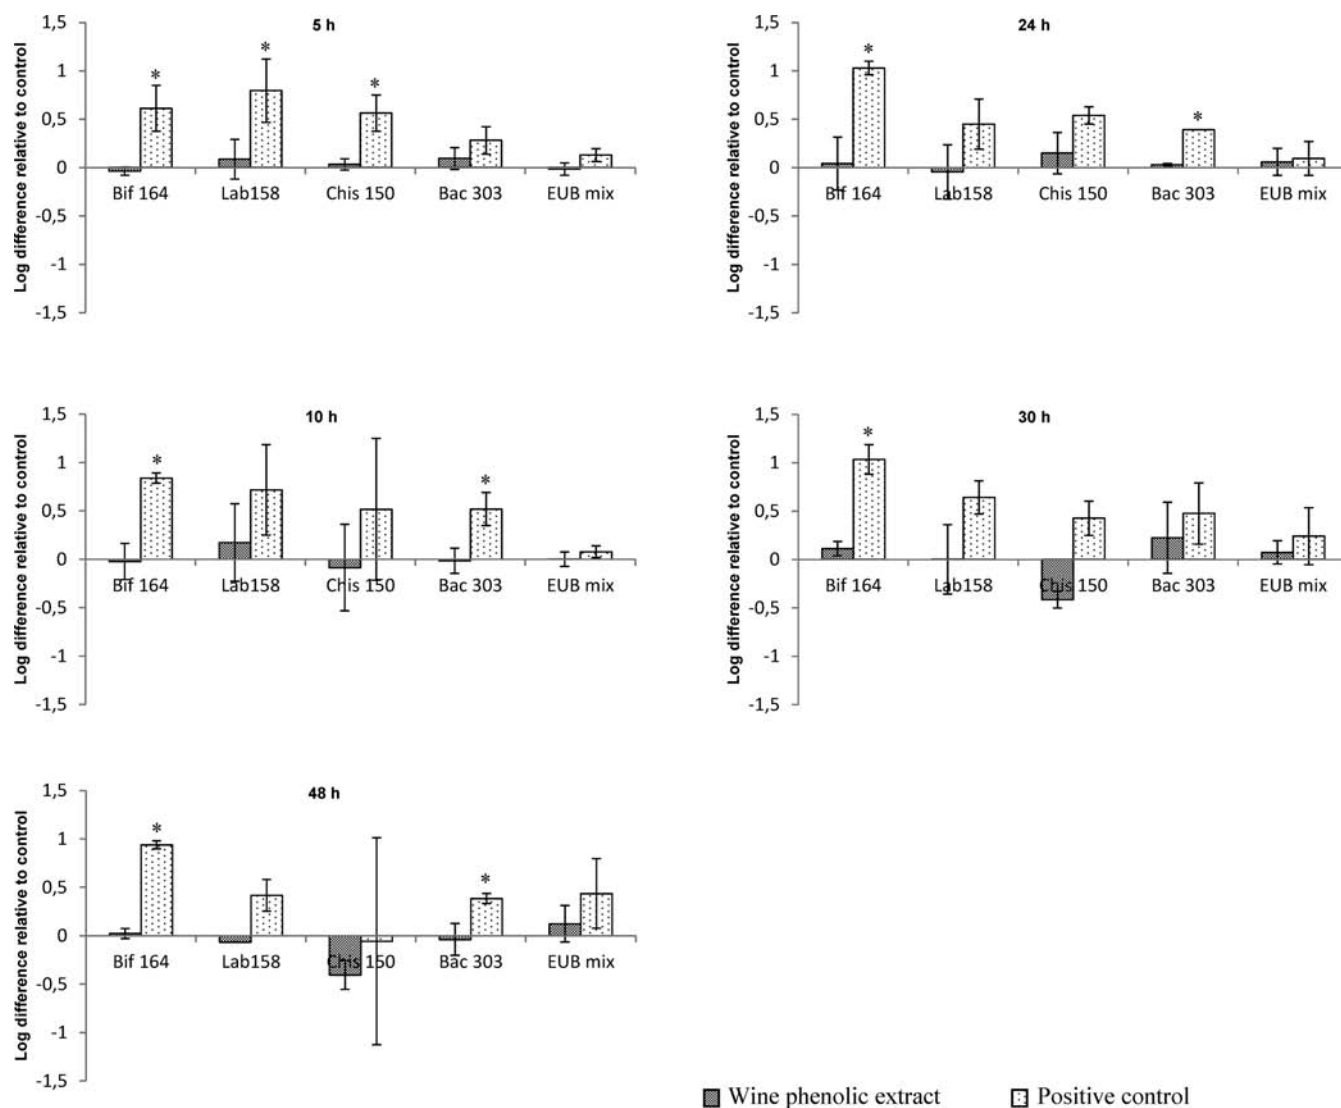 5 h
Log difference relative to control
1,5
1
0,5
0
-0,5
-1
-1,5
*
*
*
Bif 164
Lab158
Chis 150
Bac 303
EUB mix
24 h
Log difference relative to control
1,5
1
0,5
0
-0,5
-1
-1,5
*
*
Bif 164
Lab158
Chis 150
Bac 303
EUB mix
10 h
Log difference relative to control
1,5
1
0,5
0
-0,5
-1
-1,5
*
*
Bif 164
Lab158
Chis 150
Bac 303
EUB mix
30 h
Log difference relative to control
1,5
1
0,5
0
-0,5
-1
-1,5
*
Bif 164
Lab158
Chis 150
Bac 303
EUB mix
48 h
Log difference relative to control
1,5
1
0,5
0
-0,5
-1
-1,5
*
*
Bif 164
Lab158
Chis 150
Bac 303
EUB mix
Wine phenolic extract
Positive control